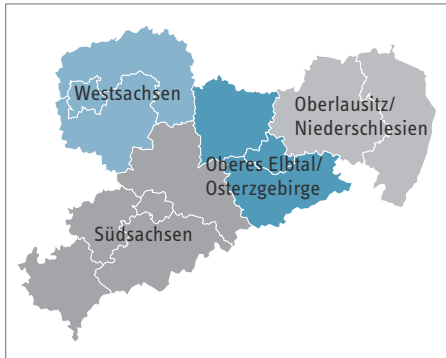 Westsachsen
Oberlausitz/
Niederschlesien
Oberes Elbtal/
Osterzgebirge
Südsachsen